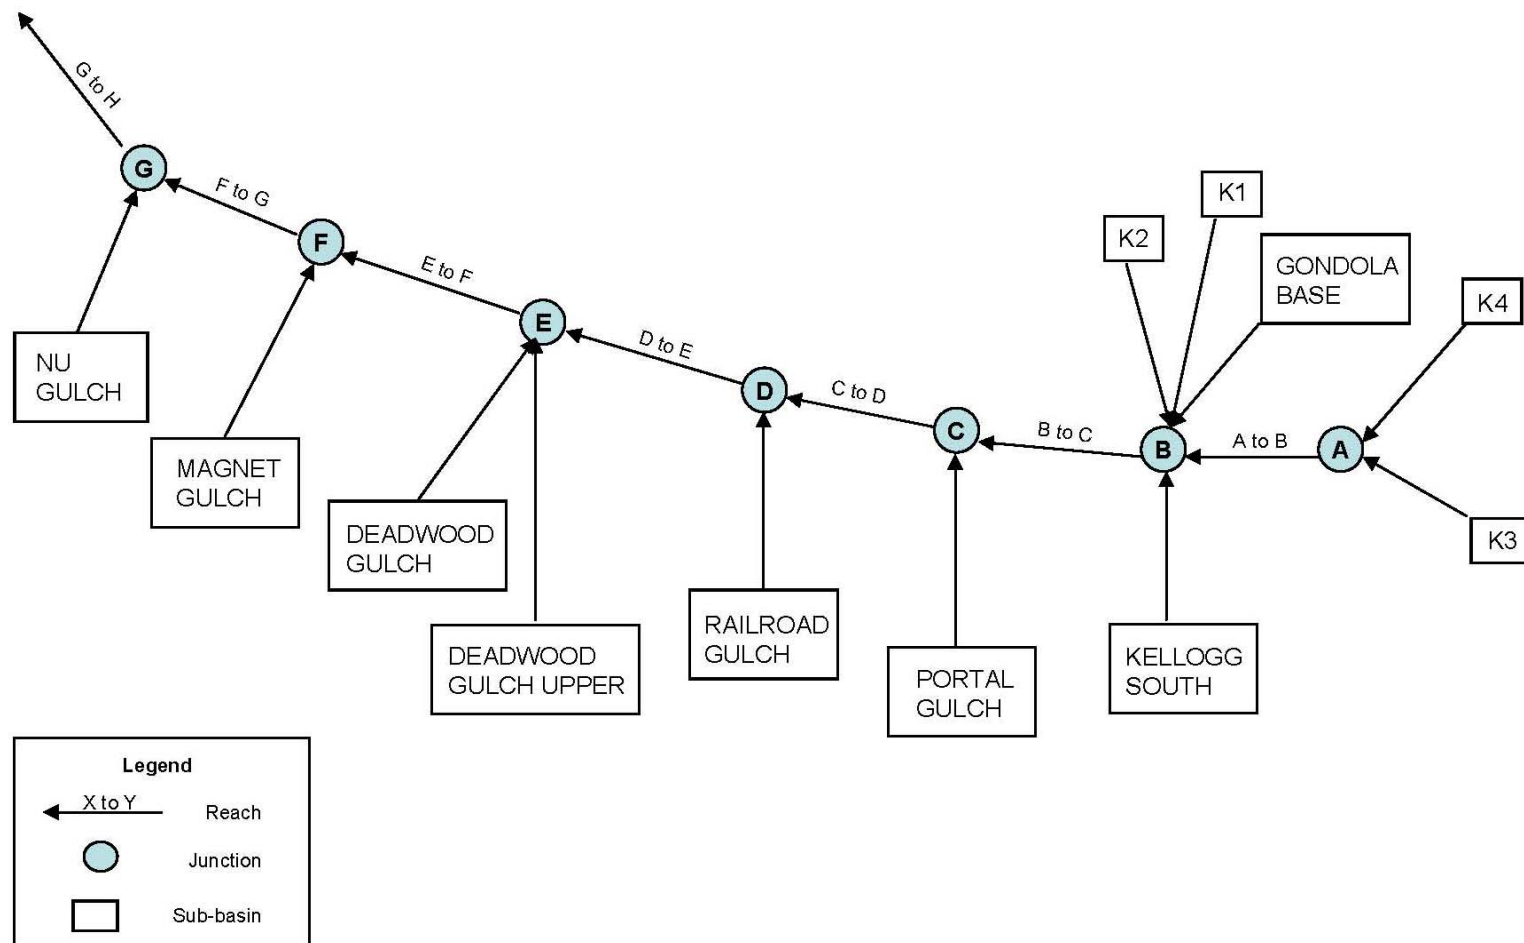 G to H
G
F to G
F
E to F
E
D to E
D
C to D
C
B to C
B
A to B
A
K1
K2
GONDOLA
BASE
K4
K3
NU
GULCH
MAGNET
GULCH
DEADWOOD
GULCH
DEADWOOD
GULCH UPPER
RAILROAD
GULCH
PORTAL
GULCH
KELLOGG
SOUTH
Legend
X to Y
Reach
Junction
Sub-basin